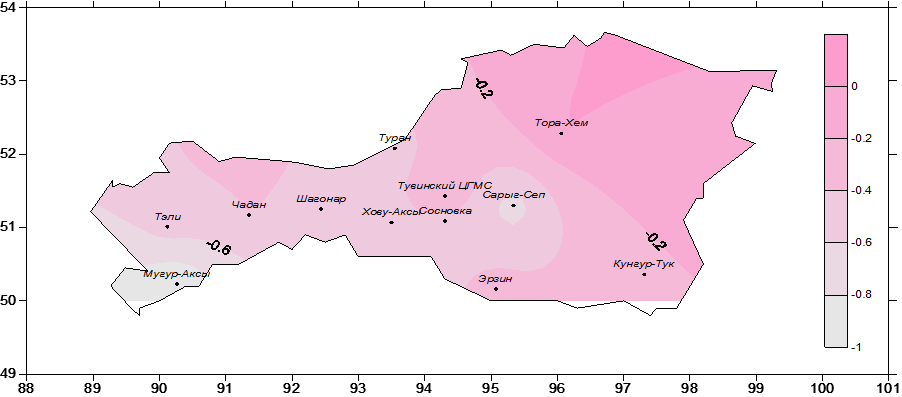 54
53
-0.2
0
Тора-Хем
Туран
-0.2
52
Тувинский ЦГМС
-0.4
Сарыг-Сеп
Шагонар
Чадан
Хову-Аксы
Сосновка
Тэли
51
-0.6
-0.2
-0.6
Кунгур-Тук
Мугур-Аксы
Эрзин
-0.8
50
-1
49
88 89 90 91 92 93 94 95 96 97 98 99 100 101